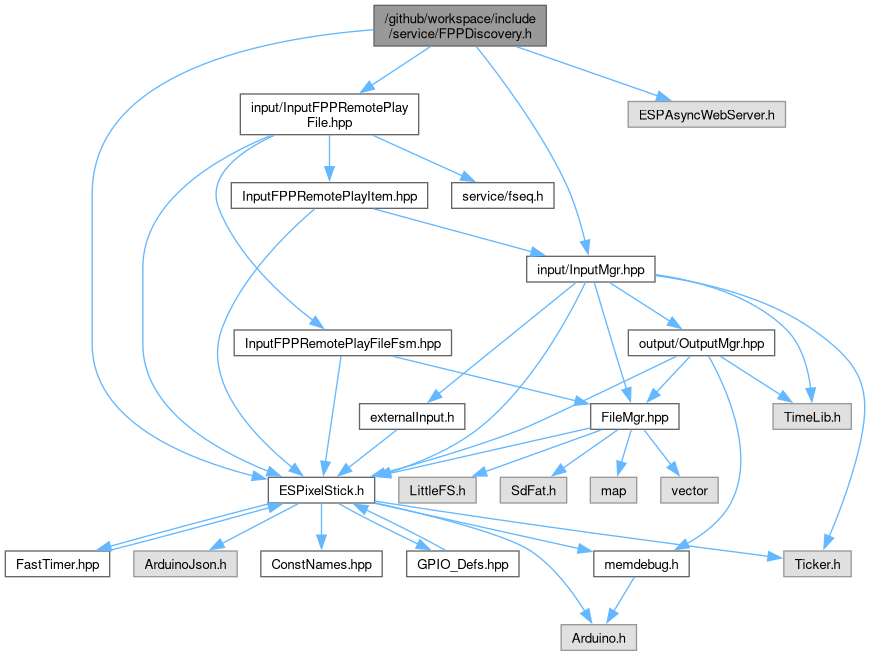 /github/workspace/include
/service/FPPDiscovery.h
input/InputFPPRemotePlay
File.hpp
ESPAsyncWebServer.h
InputFPPRemotePlayItem.hpp
service/fseq.h
input/InputMgr.hpp
InputFPPRemotePlayFileFsm.hpp
output/OutputMgr.hpp
externalInput.h
FileMgr.hpp
TimeLib.h
ESPixelStick.h
LittleFS.h
SdFat.h
map
vector
FastTimer.hpp
ArduinoJson.h
ConstNames.hpp
GPIO_Defs.hpp
memdebug.h
Ticker.h
Arduino.h